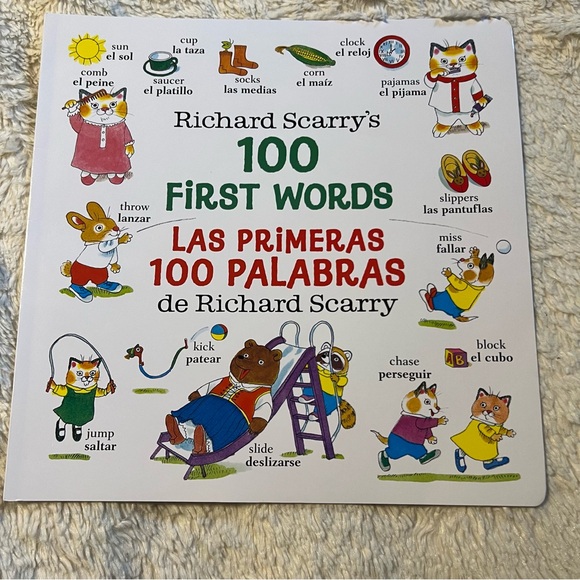 sun
el sol
cup
la taza
clock
el reloj
comb
el peine
saucer
el platillo
socks
las medias
corn
el maíz
pajamas
el pijama
Richard Scarry's
100
FiRST WORDS
slippers
las pantuflas
throw
lanzar
LAS PRiMERAS
100 PALABRAS
de Richard Scarry
miss
fallar
kick
patear
block
el cubo
chase
perseguir
jump
saltar
slide
deslizarse
AB